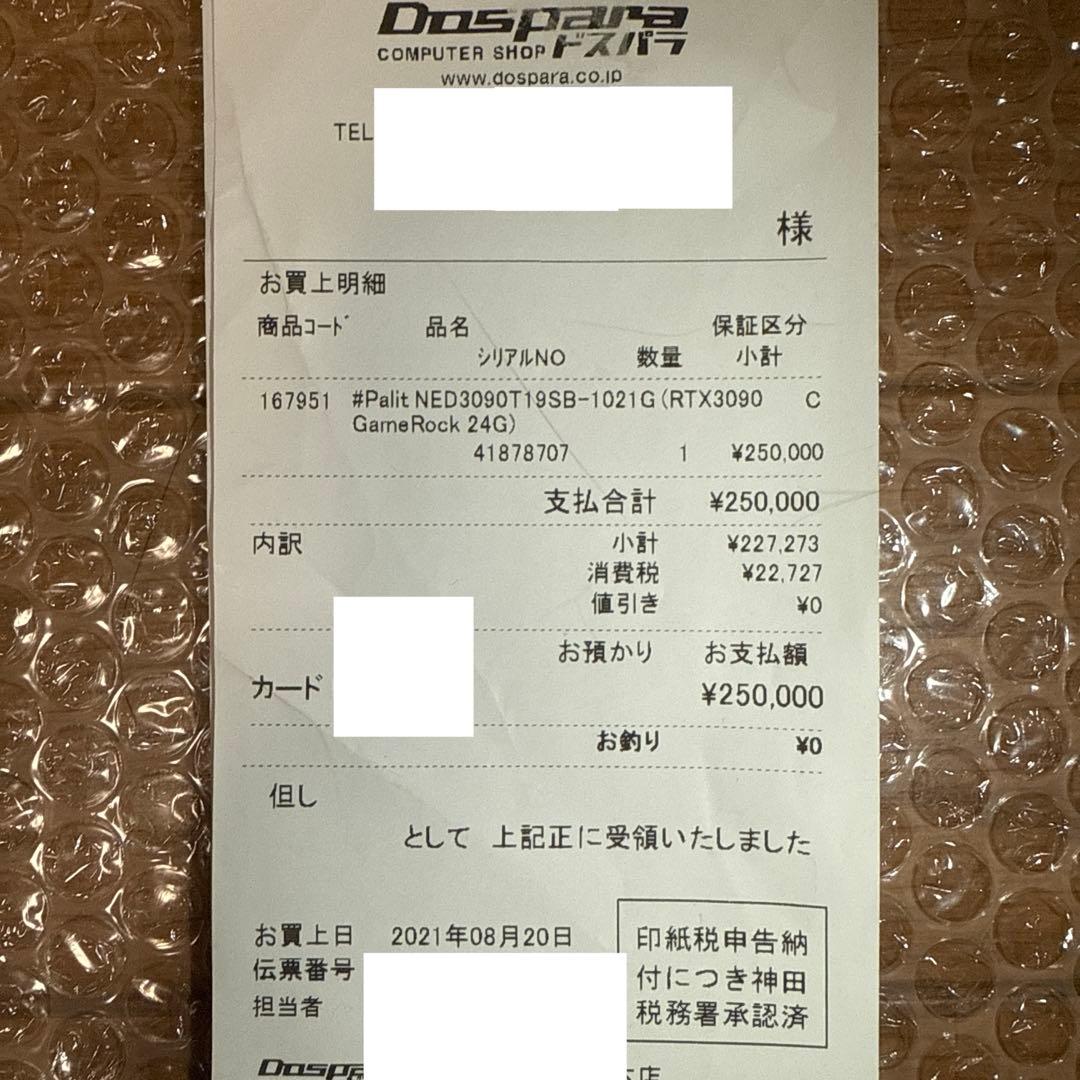 Dospara
COMPUTER SHOP ドスパラ
www.dospara.co.jp
TEL
様
お買上明細
商品コード 品名 保証区分
シリアルNO 数量 小計
167951 #Palit NED3090T19SB-1021G(RTX3090 C
GameRock 24G)
41878707 1 ¥250,000
支払合計 ¥250,000
内訳 小計 ¥227,273
消費税 ¥22,727
値引き ¥0
お預かり お支払額
カード ¥250,000
お釣り ¥0
但し
として 上記正に受領いたしました
お買上日 2021年08月20日
伝票番号
担当者
印紙税申告納
付につき神田
税務署承認済
店